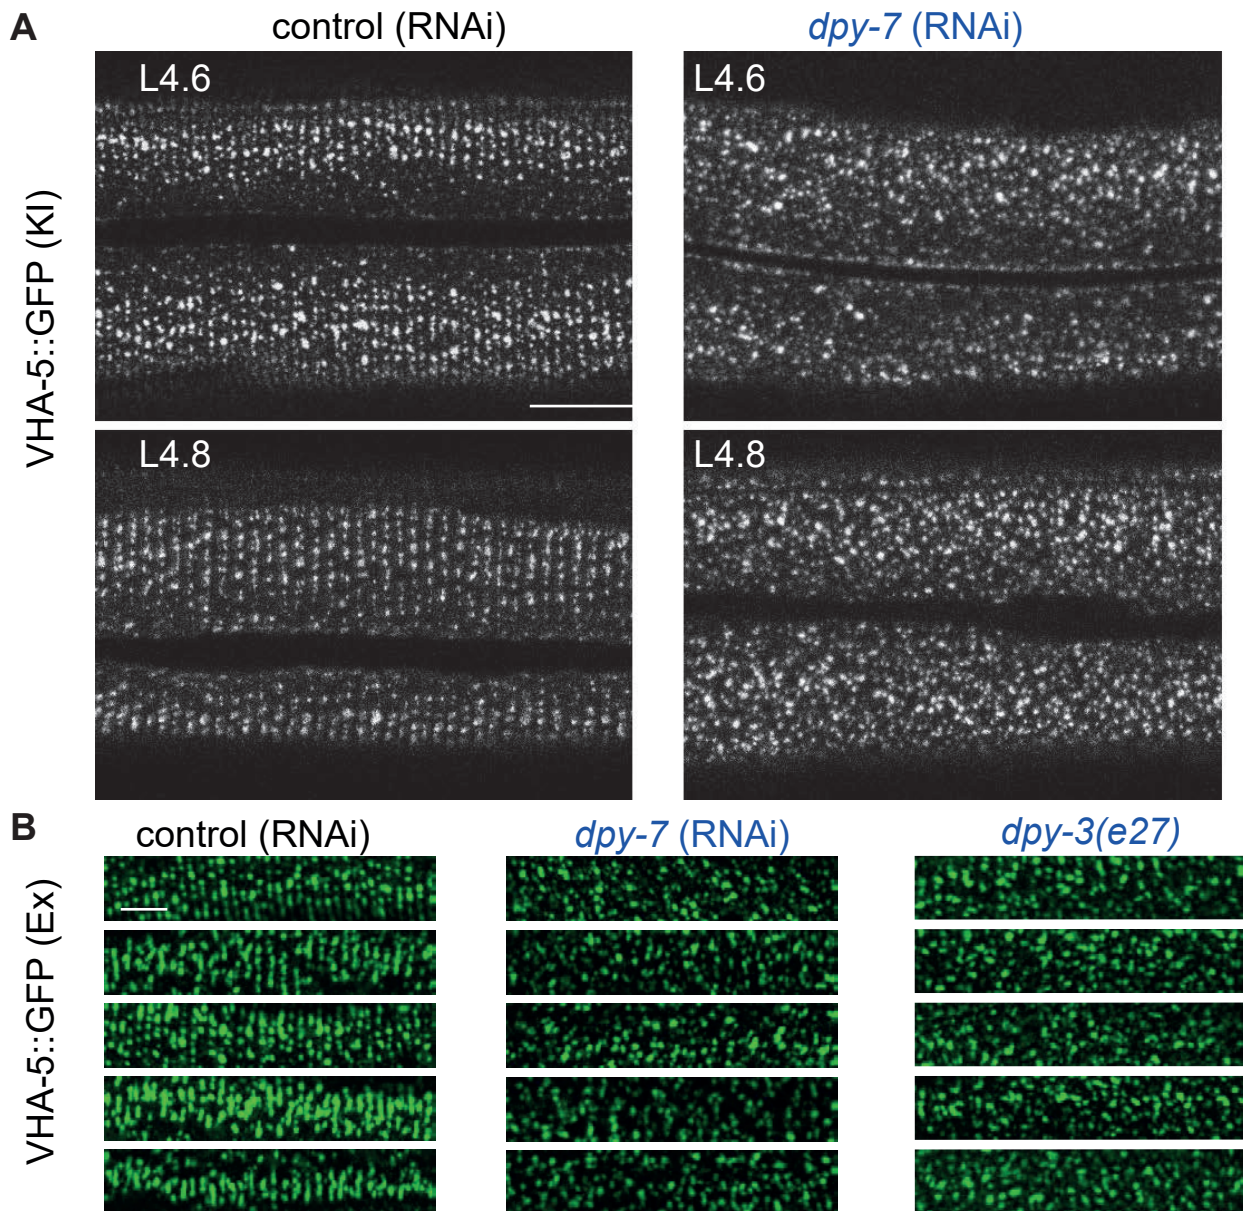 A
control (RNAi)
dpy-7 (RNAi)
VHA-5::GFP (KI)
L4.6
L4.6
L4.8
L4.8
B
control (RNAi)
dpy-7 (RNAi)
dpy-3(e27)
VHA-5::GFP (Ex)